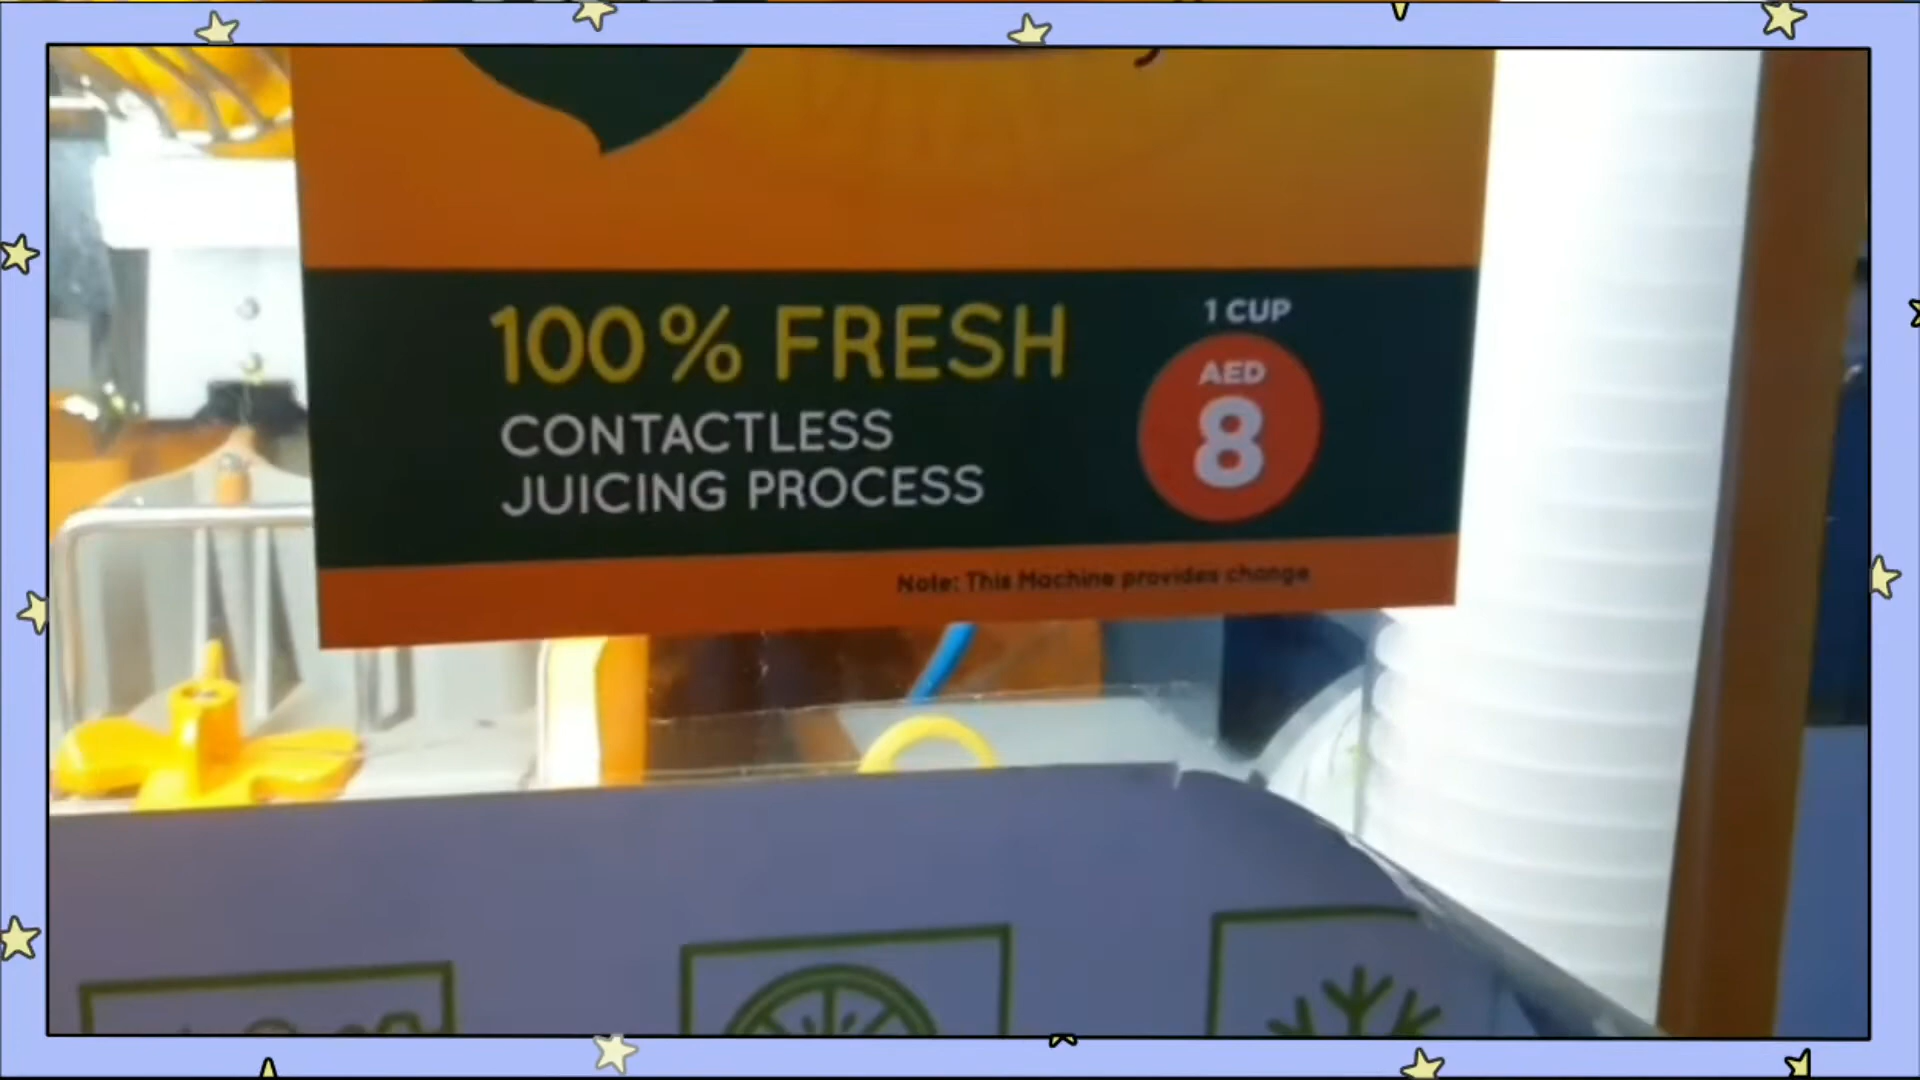 100% FRESH
CONTACTLESS
JUICING PROCESS
1 CUP
AED
8
Note: This Machine provides change